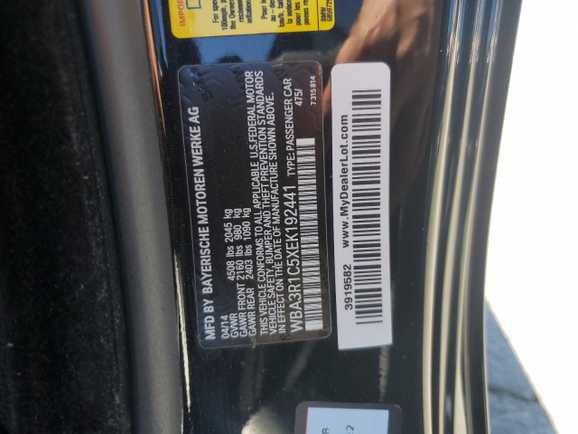 MFD BY BAYERISCHE MOTOREN WERKE AG
04/14
GVWR 4508 lbs 2045 kg
GAWR FRONT 2160 lbs 980 kg
GAWR REAR 2403 lbs 1090 kg
THIS VEHICLE CONFORMS TO ALL APPLICABLE U.S.FEDERAL MOTOR
VEHICLE SAFETY, BUMPER AND THEFT PREVENTION STANDARDS
IN EFFECT ON THE DATE OF MANUFACTURE SHOWN ABOVE.
WBA3R1C5XEK192441 TYPE: PASSENGER CAR
475/
7 315 814
www.MyDealerLot.com
3919582